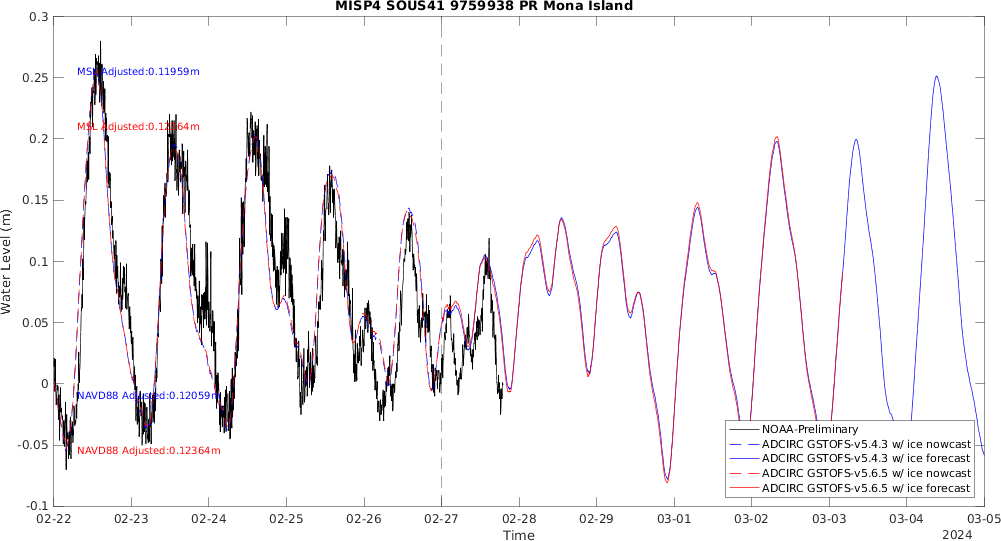 MISP4 SOUS41 9759938 PR Mona Island
Water Level (m)
0.3
0.25
0.2
0.15
0.1
0.05
0
-0.05
-0.1
MSL Adjusted:0.11959m
MSL
NAVD88 Adjusted:0.12059m
NAVD88 Adjusted:0.12364m
NOAA-Preliminary
ADCIRC GSTOFS-v5.4.3 w/ ice nowcast
ADCIRC GSTOFS-v5.4.3 w/ ice forecast
ADCIRC GSTOFS-v5.6.5 w/ ice nowcast
ADCIRC GSTOFS-v5.6.5 w/ ice forecast
02-22 02-23 02-24 02-25 02-26 02-27 02-28 02-29 03-01 03-02 03-03 03-04 03-05
Time
2024